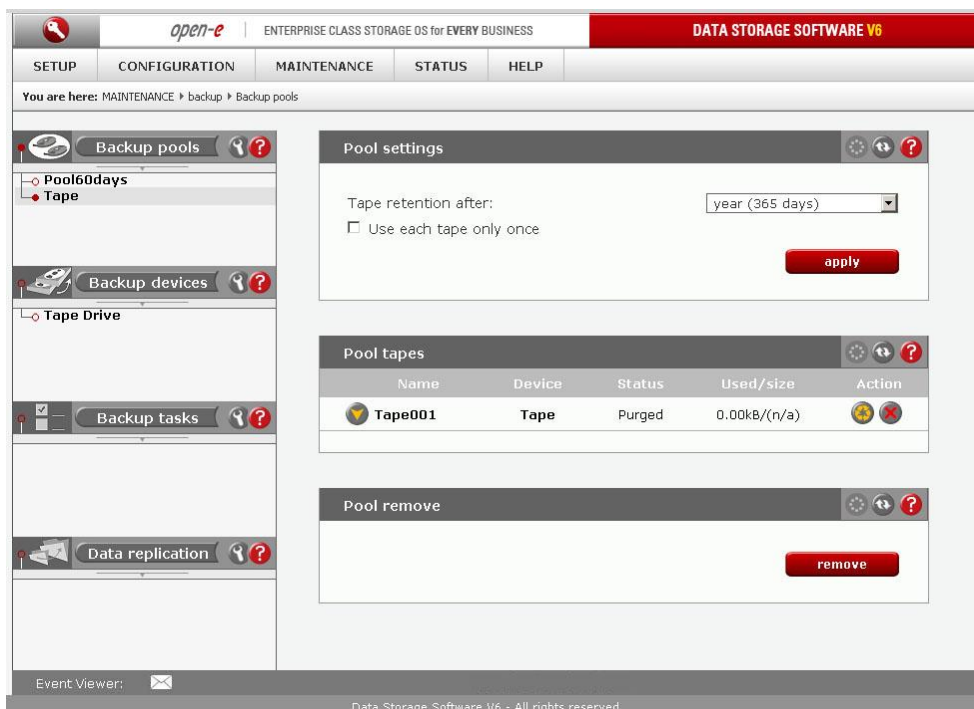 open-e ENTERPRISE CLASS STORAGE OS for EVERY BUSINESS DATA STORAGE SOFTWARE V6
SETUP CONFIGURATION MAINTENANCE STATUS HELP
You are here: MAINTENANCE backup Backup pools
Backup pools ?
Pool60days
Tape
Backup devices ?
Tape Drive
Backup tasks ?
Data replication ?
Pool settings ?
Tape retention after: year (365 days)
Use each tape only once
apply
Pool tapes ?
Name Device Status Used/size Action
Tape001 Tape Purged 0.00kB/(n/a)
Pool remove ?
remove
Event Viewer:
Data Storage Software V6 - All rights reserved